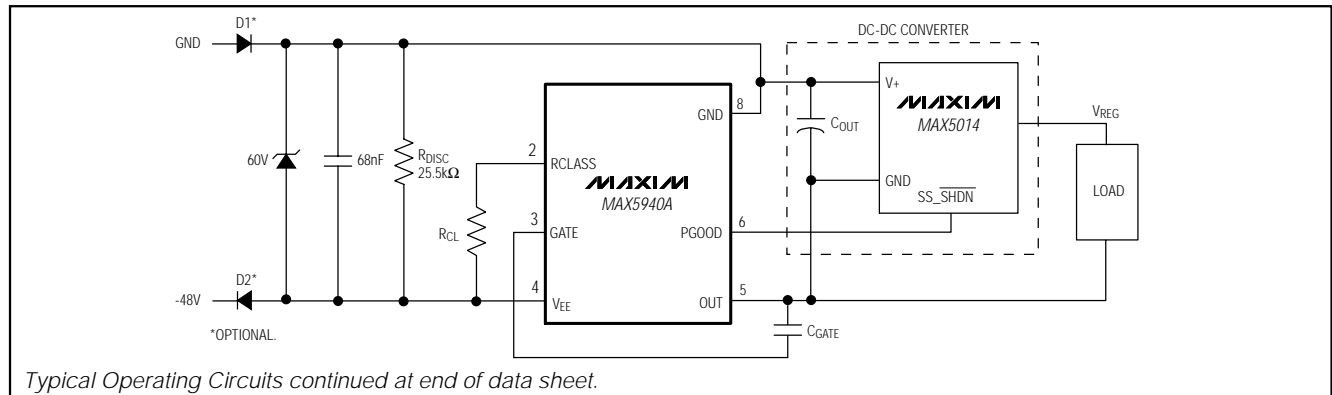 D1*
GND
DC-DC CONVERTER
60V
68nF
RDISC
25.5kΩ
2
RCLASS
RCL
3
GATE
MAXIM
MAX5940A
GND
8
PGOOD
6
COUT
V+
MAXIM
MAX5014
GND
SS_SHDN
VREG
LOAD
D2*
-48V
4
VEE
OUT
5
CGATE
*OPTIONAL.
Typical Operating Circuits continued at end of data sheet.